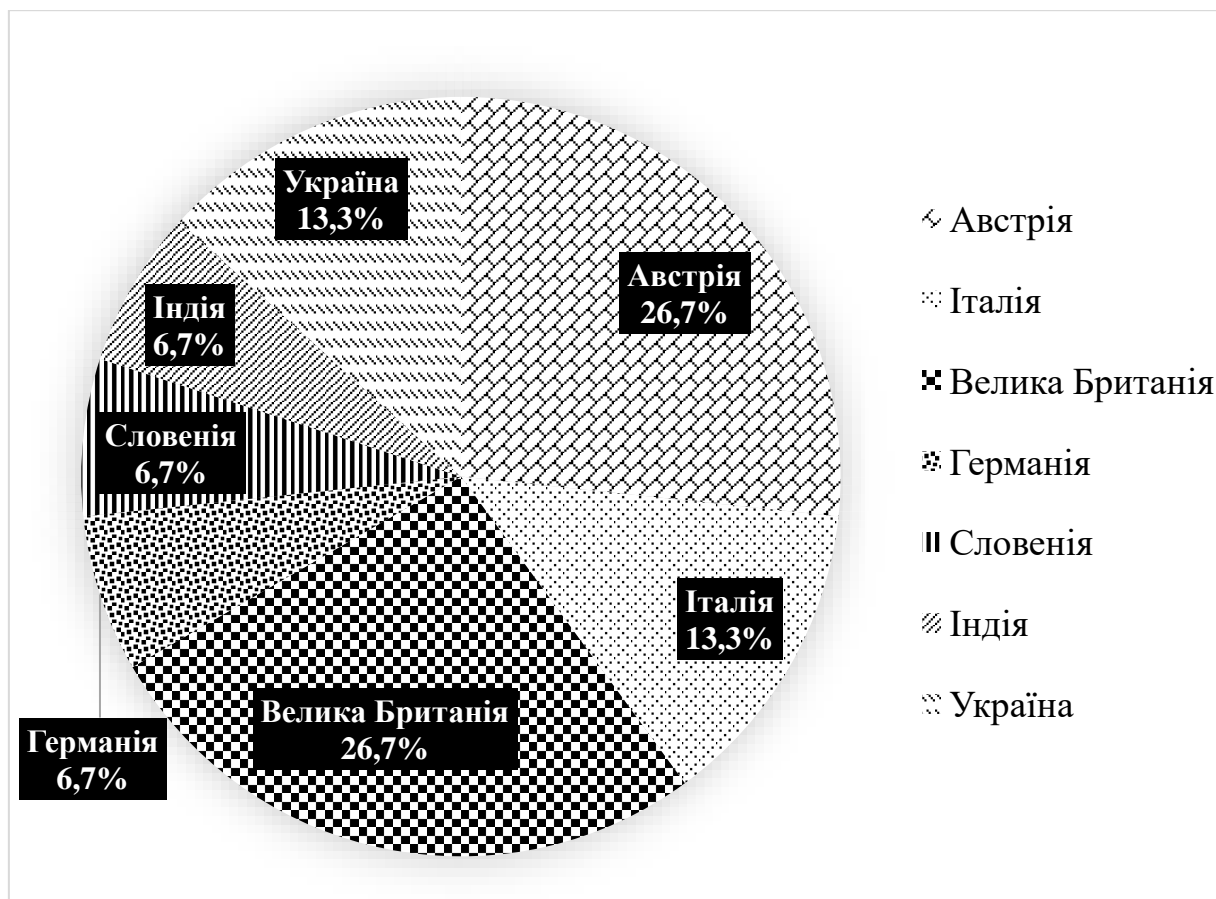 Україна
13,3%
Австрія
26,7%
Індія
6,7%
Словенія
6,7%
Італія
13,3%
Велика Британія
26,7%
Германія
6,7%
Австрія
Італія
Велика Британія
Германія
Словенія
Індія
Україна